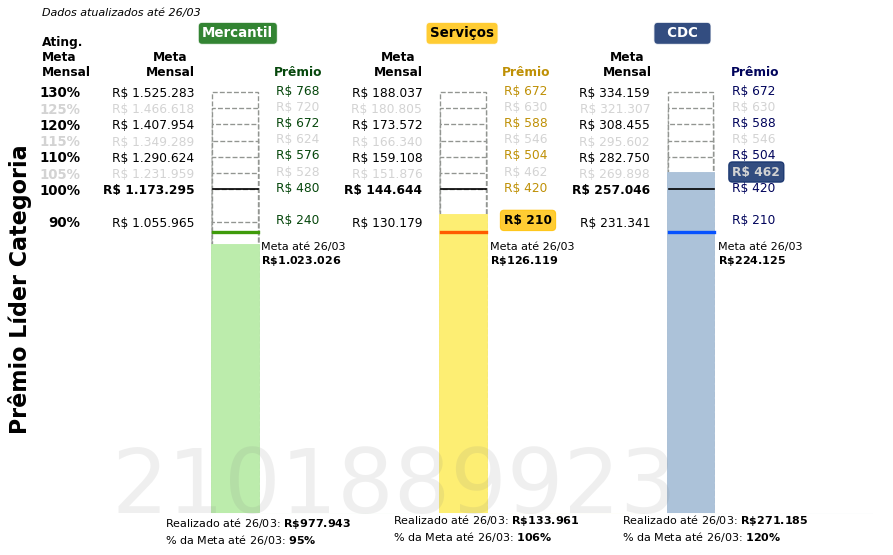 Dados atualizados até 26/03
Mercantil Serviços CDC
Ating.
Meta Meta Meta Meta
Mensal Mensal Prêmio Mensal Prêmio Mensal Prêmio
130% R$ 1.525.283 R$ 768 R$ 188.037 R$ 672 R$ 334.159 R$ 672
125% R$ 1.466.618 R$ 720 R$ 180.805 R$ 630 R$ 321.307 R$ 630
120% R$ 1.407.954 R$ 672 R$ 173.572 R$ 588 R$ 308.455 R$ 588
115% R$ 1.349.289 R$ 624 R$ 166.340 R$ 546 R$ 295.602 R$ 546
110% R$ 1.290.624 R$ 576 R$ 159.108 R$ 504 R$ 282.750 R$ 504
105% R$ 1.231.959 R$ 528 R$ 151.876 R$ 462 R$ 269.898 R$ 462
100% R$ 1.173.295 R$ 480 R$ 144.644 R$ 420 R$ 257.046 R$ 420
90% R$ 1.055.965 R$ 240 R$ 130.179 R$ 210 R$ 231.341 R$ 210
Meta até 26/03 Meta até 26/03 Meta até 26/03
R$1.023.026 R$126.119 R$224.125
Prêmio Líder Categoria
2101889923
Realizado até 26/03: R$977.943 Realizado até 26/03: R$133.961 Realizado até 26/03: R$271.185
% da Meta até 26/03: 95% % da Meta até 26/03: 106% % da Meta até 26/03: 120%